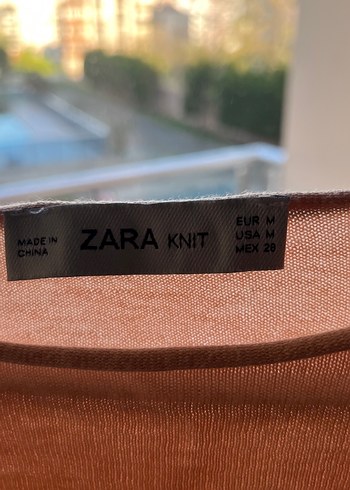 MADE IN
CHINA
ZARA KNIT
EUR M
USA M
MEX 28